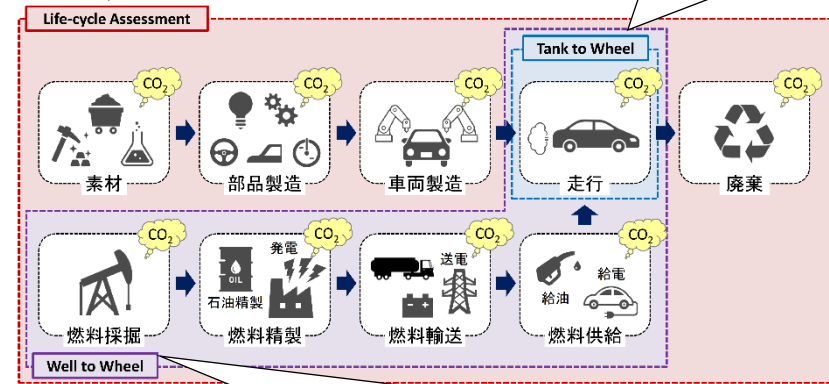 Life-cycle Assessment
Tank to Wheel
CO2
CO2
CO2
CO2
CO2
素材
部品製造
車両製造
走行
廃棄
CO2
CO2
CO2
CO2
発電
OIL
石油精製
送電
給油
給電
燃料採掘
燃料精製
燃料輸送
燃料供給
Well to Wheel